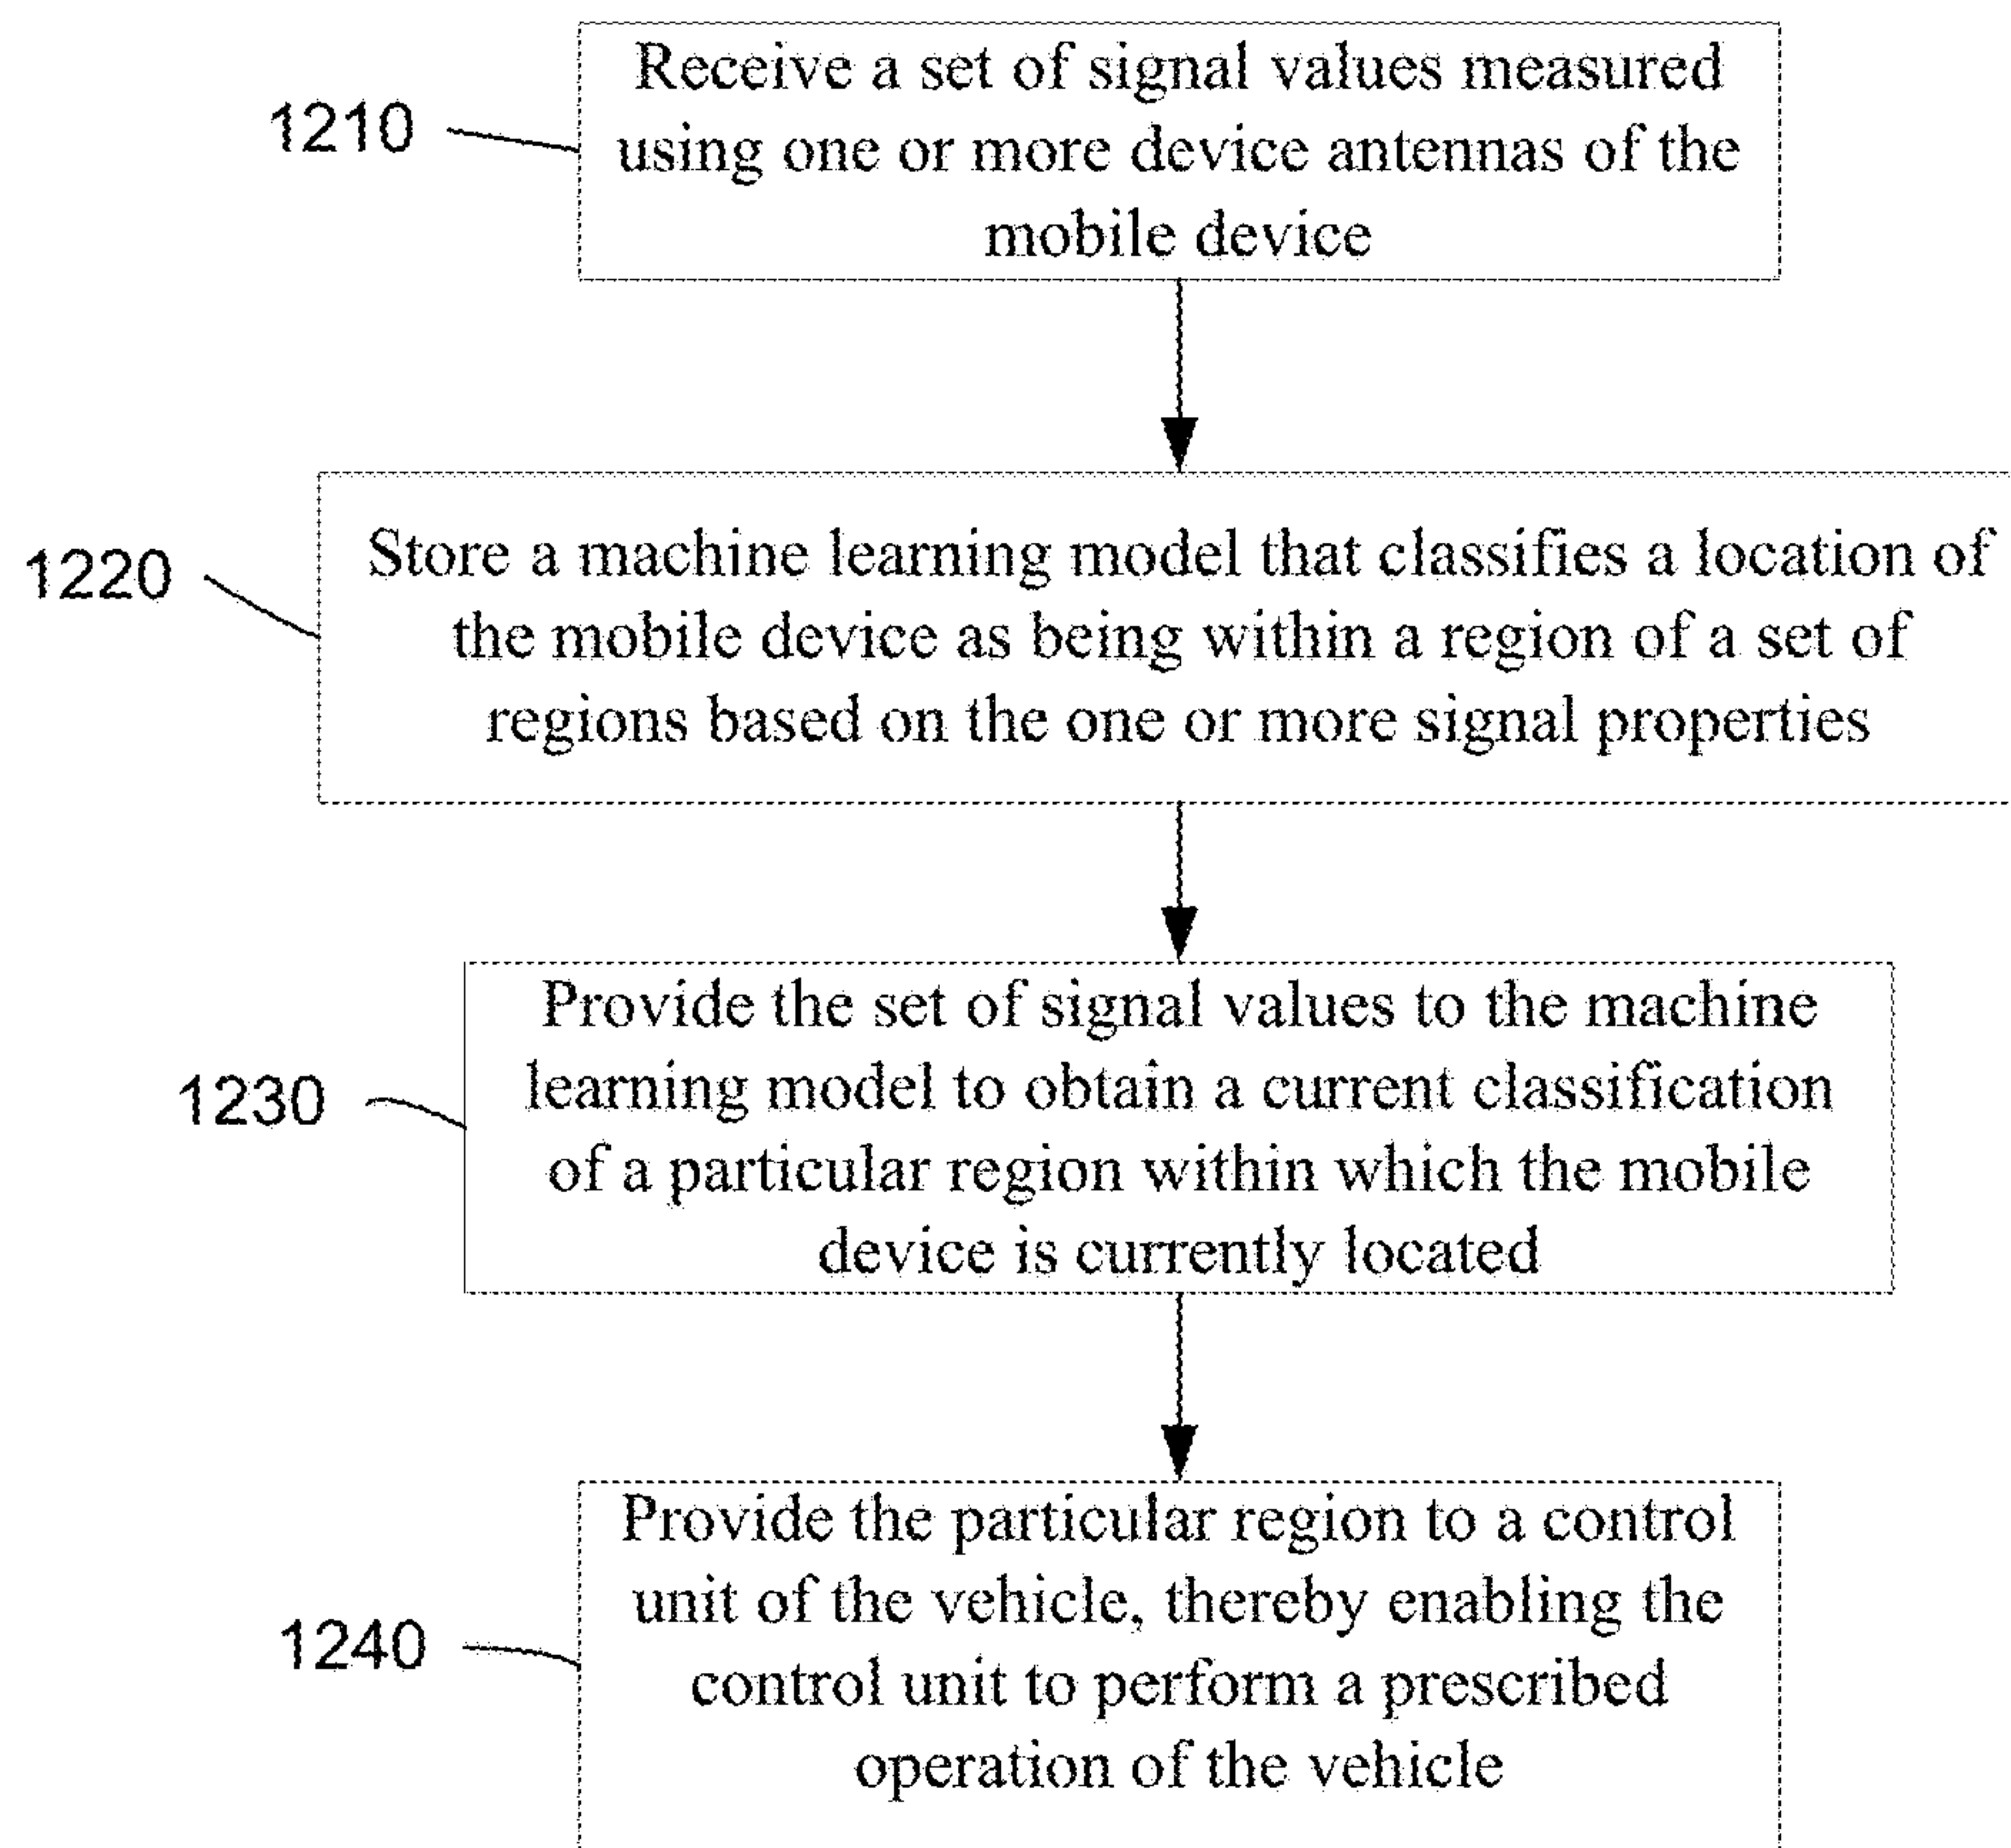 1210
Receive a set of signal values measured
using one or more device antennas of the
mobile device
1220
Store a machine learning model that classifies a location of
the mobile device as being within a region of a set of
regions based on the one or more signal properties
1230
Provide the set of signal values to the machine
learning model to obtain a current classification
of a particular region within which the mobile
device is currently located
1240
Provide the particular region to a control
unit of the vehicle, thereby enabling the
control unit to perform a prescribed
operation of the vehicle